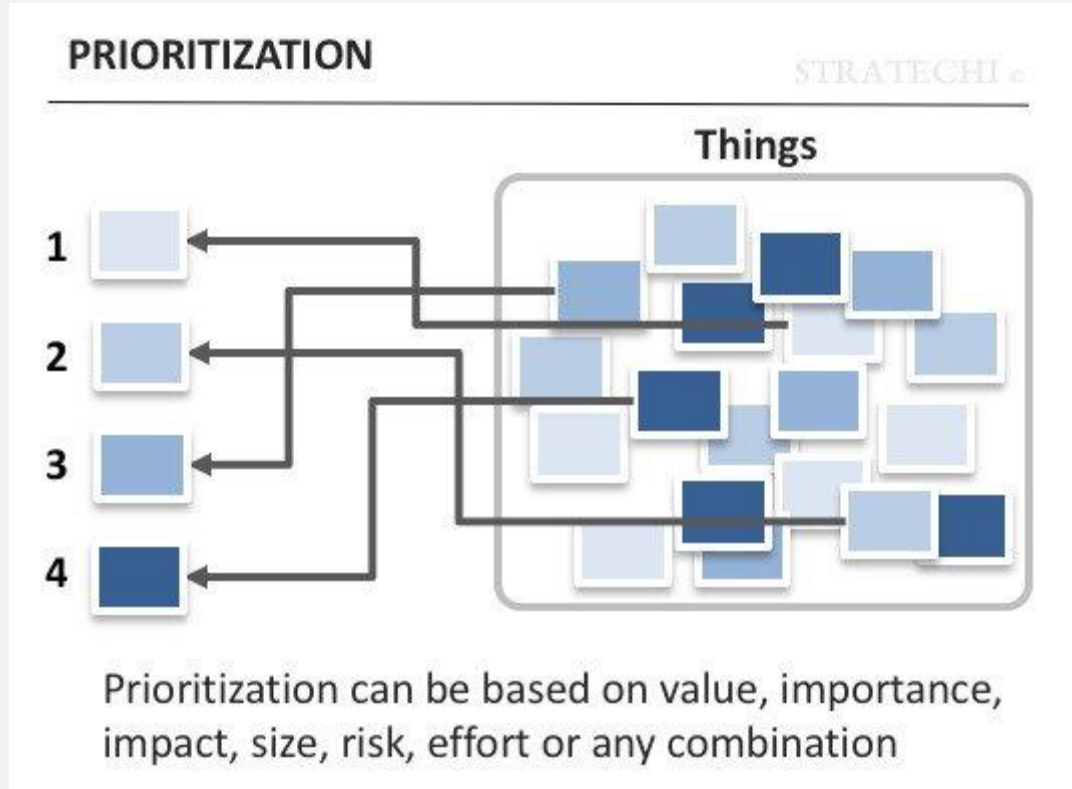 PRIORITIZATION
STRATECHI ©
Things
1
2
3
4
Prioritization can be based on value, importance,
impact, size, risk, effort or any combination